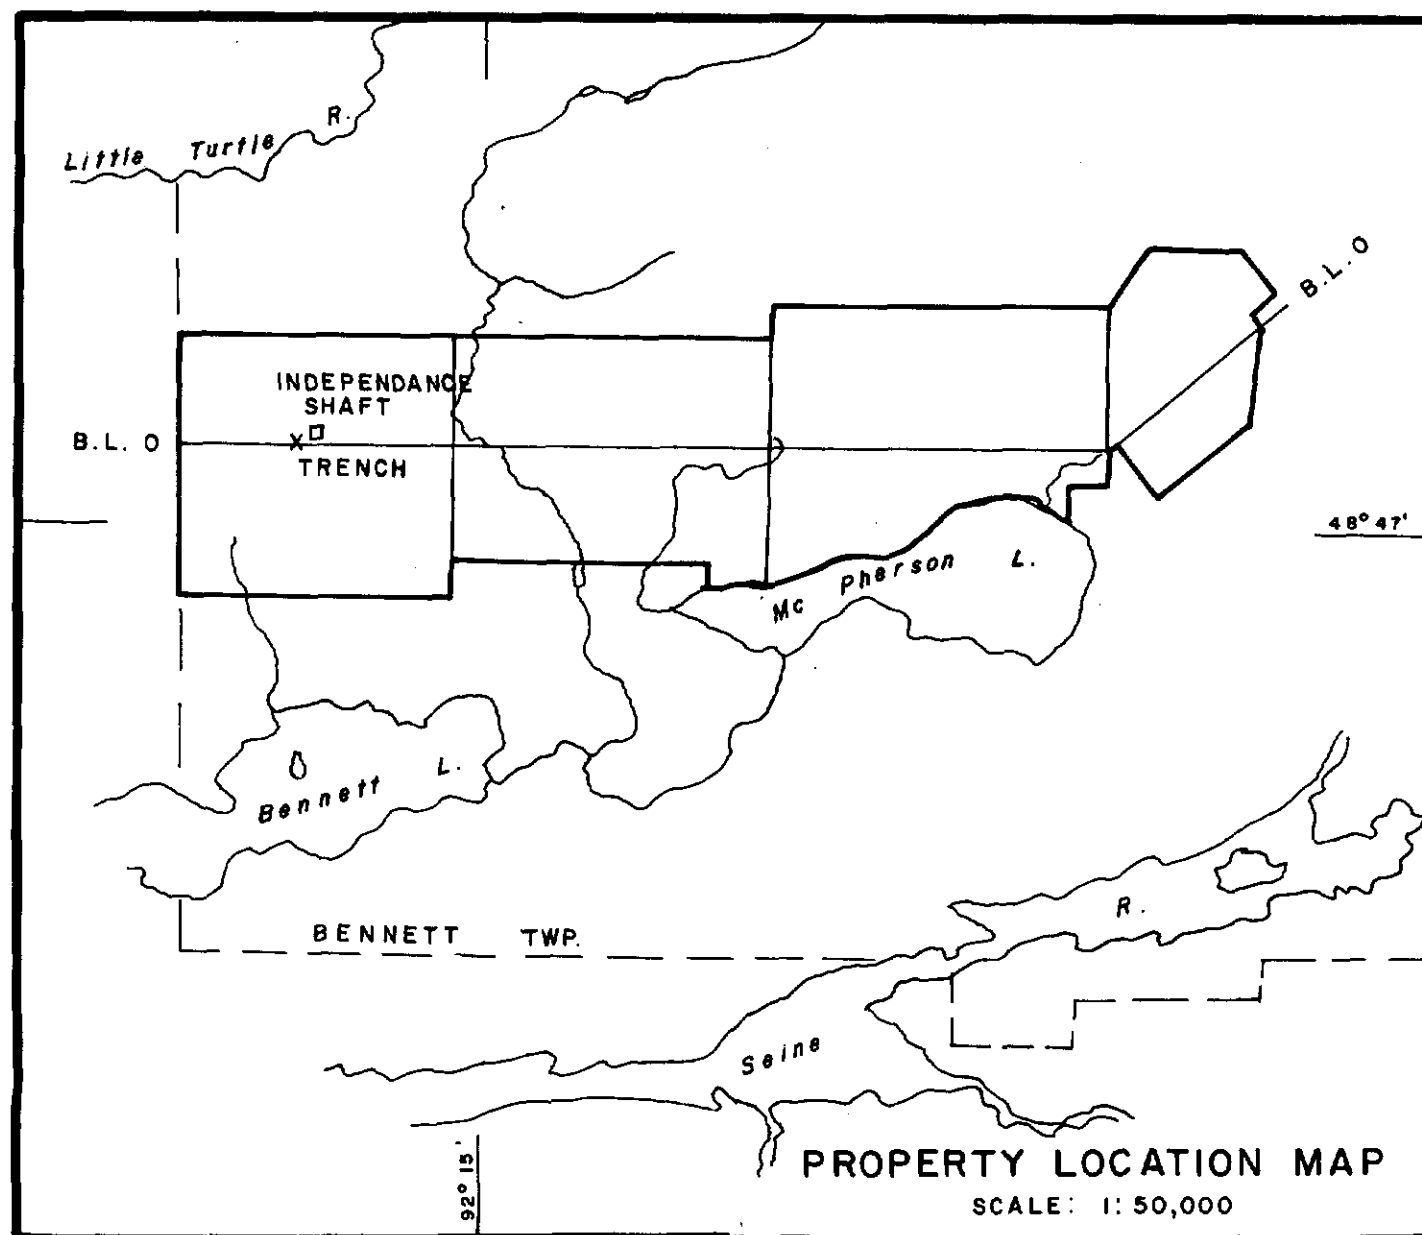 Little Turtle R.
B.L. O
INDEPENDANCE
SHAFT
B.L. O
TRENCH
48° 47'
Mc Pherson L.
Bennett L.
R.
BENNETT TWP.
Seine
92° 15'
PROPERTY LOCATION MAP
SCALE: 1:50,000